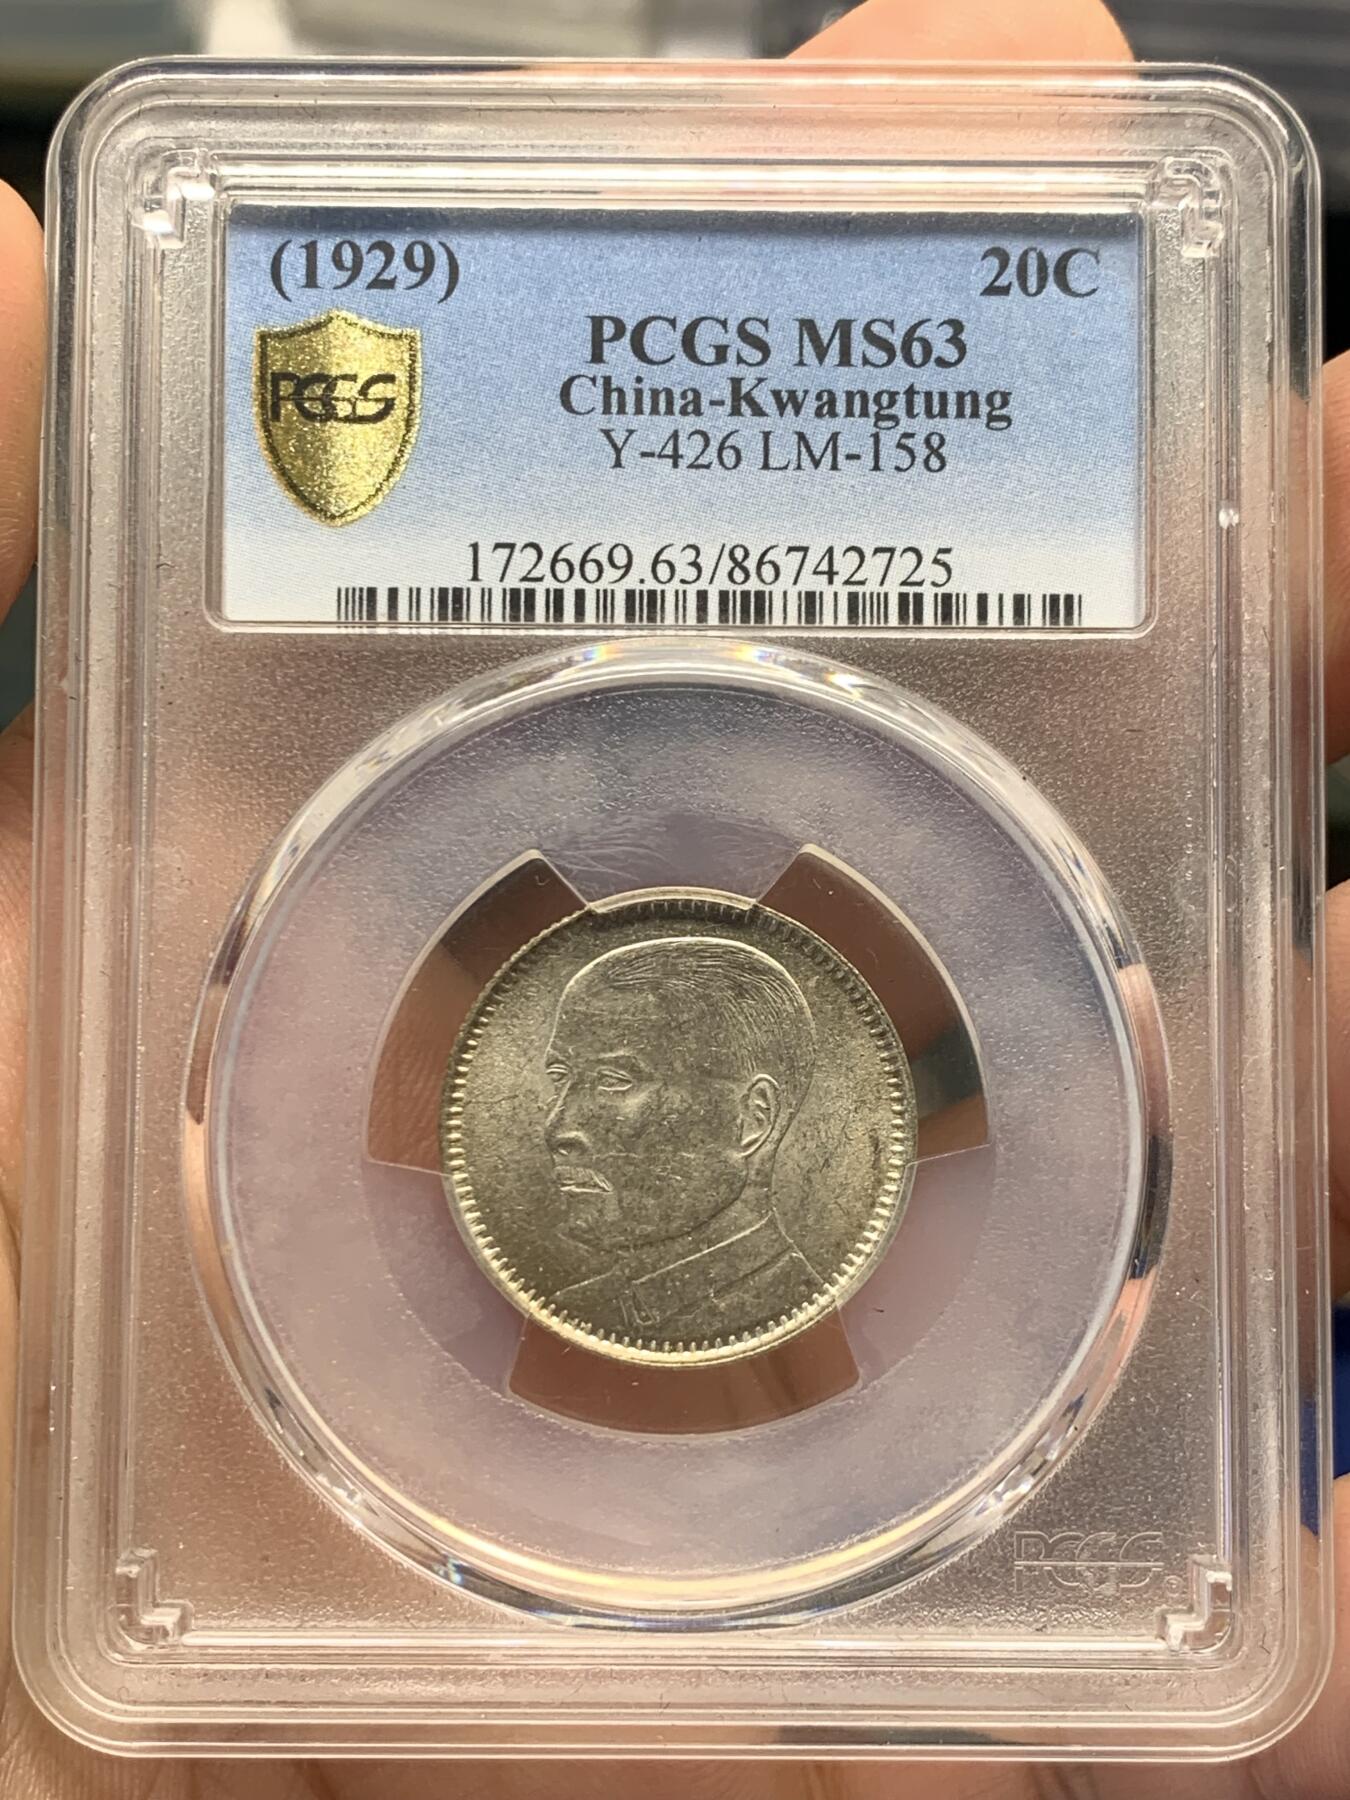 (1929) 20C
PCGS MS63
PCGS China-Kwangtung
Y-426 LM-158
172669.63/86742725
PCGS